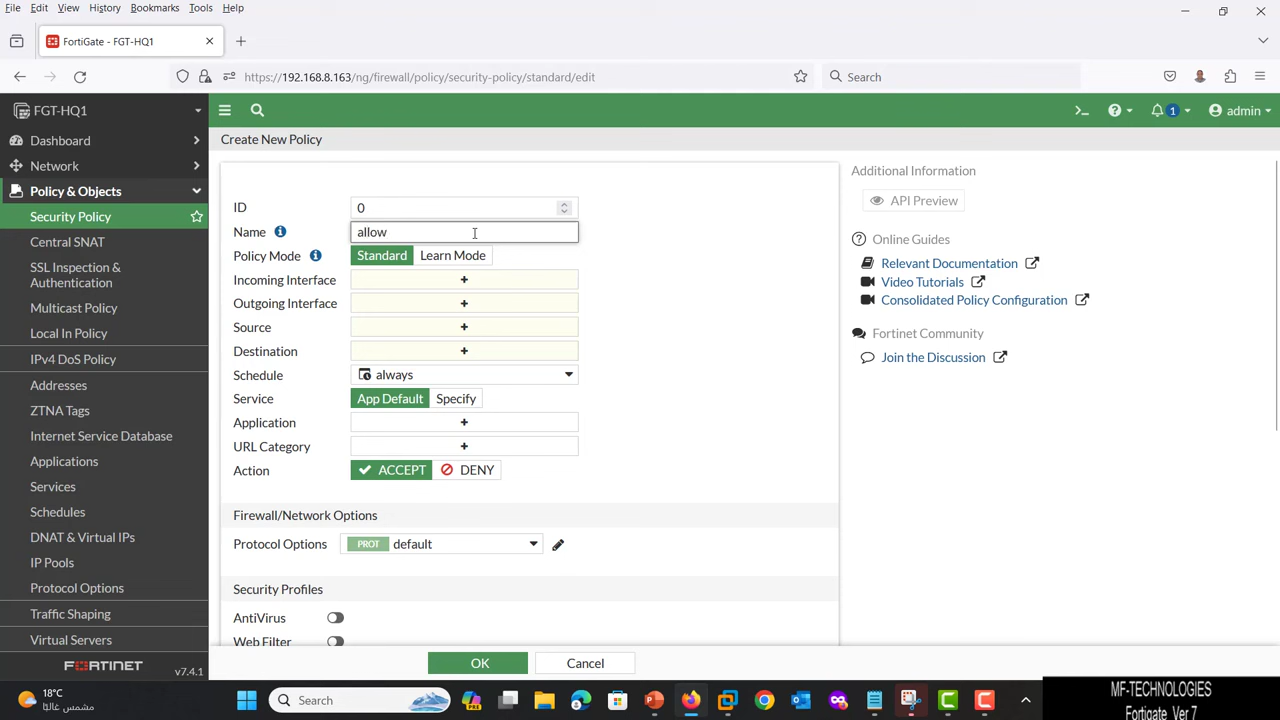 File Edit View History Bookmarks Tools Help
FortiGate - FGT-HQ1
https://192.168.8.163/ng/firewall/policy/security-policy/standard/edit
Search
FGT-HQ1
admin
1
Dashboard
Network
Policy & Objects
Security Policy
Central SNAT
SSL Inspection &
Authentication
Multicast Policy
Local In Policy
IPv4 DoS Policy
Addresses
ZTNA Tags
Internet Service Database
Applications
Services
Schedules
DNAT & Virtual IPs
IP Pools
Protocol Options
Traffic Shaping
Virtual Servers
FORTINET v7.4.1
Create New Policy
ID 0
Name allow
Policy Mode Standard Learn Mode
Incoming Interface
Outgoing Interface
Source
Destination
Schedule always
Service App Default Specify
Application
URL Category
Action ACCEPT DENY
Firewall/Network Options
Protocol Options PROT default
Security Profiles
AntiVirus
Web Filter
OK Cancel
Additional Information
API Preview
Online Guides
Relevant Documentation
Video Tutorials
Consolidated Policy Configuration
Fortinet Community
Join the Discussion
18°C
مشمس غالبًا
Search
MF-TECHNOLOGIES
Fortigate Ver 7